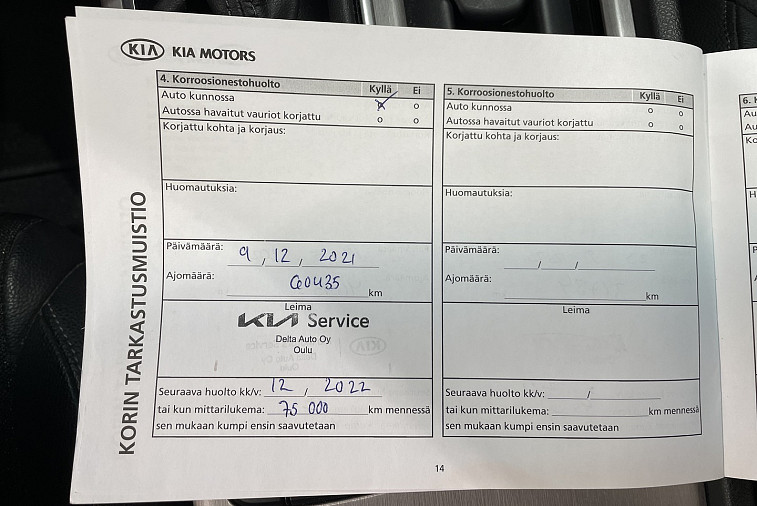 KIA KIA MOTORS
KORIN TARKASTUSMUISTIO
4. Korroosionestohuolto Kyllä Ei
Auto kunnossa
Autossa havaitut vauriot korjattu
Korjattu kohta ja korjaus:
Huomautuksia:
Päivämäärä: 9, 12, 2021
Ajomäärä: 60435 km
Leima
KIA Service
Delta Auto Oy
Oulu
Seuraava huolto kk/v: 12 / 2022
tai kun mittarilukema: 75 000 km mennessä
sen mukaan kumpi ensin saavutetaan
5. Korroosionestohuolto Kyllä Ei
Auto kunnossa
Autossa havaitut vauriot korjattu
Korjattu kohta ja korjaus:
Huomautuksia:
Päivämäärä: / /
Ajomäärä: km
Leima
Seuraava huolto kk/v: /
tai kun mittarilukema: km mennessä
sen mukaan kumpi ensin saavutetaan
14